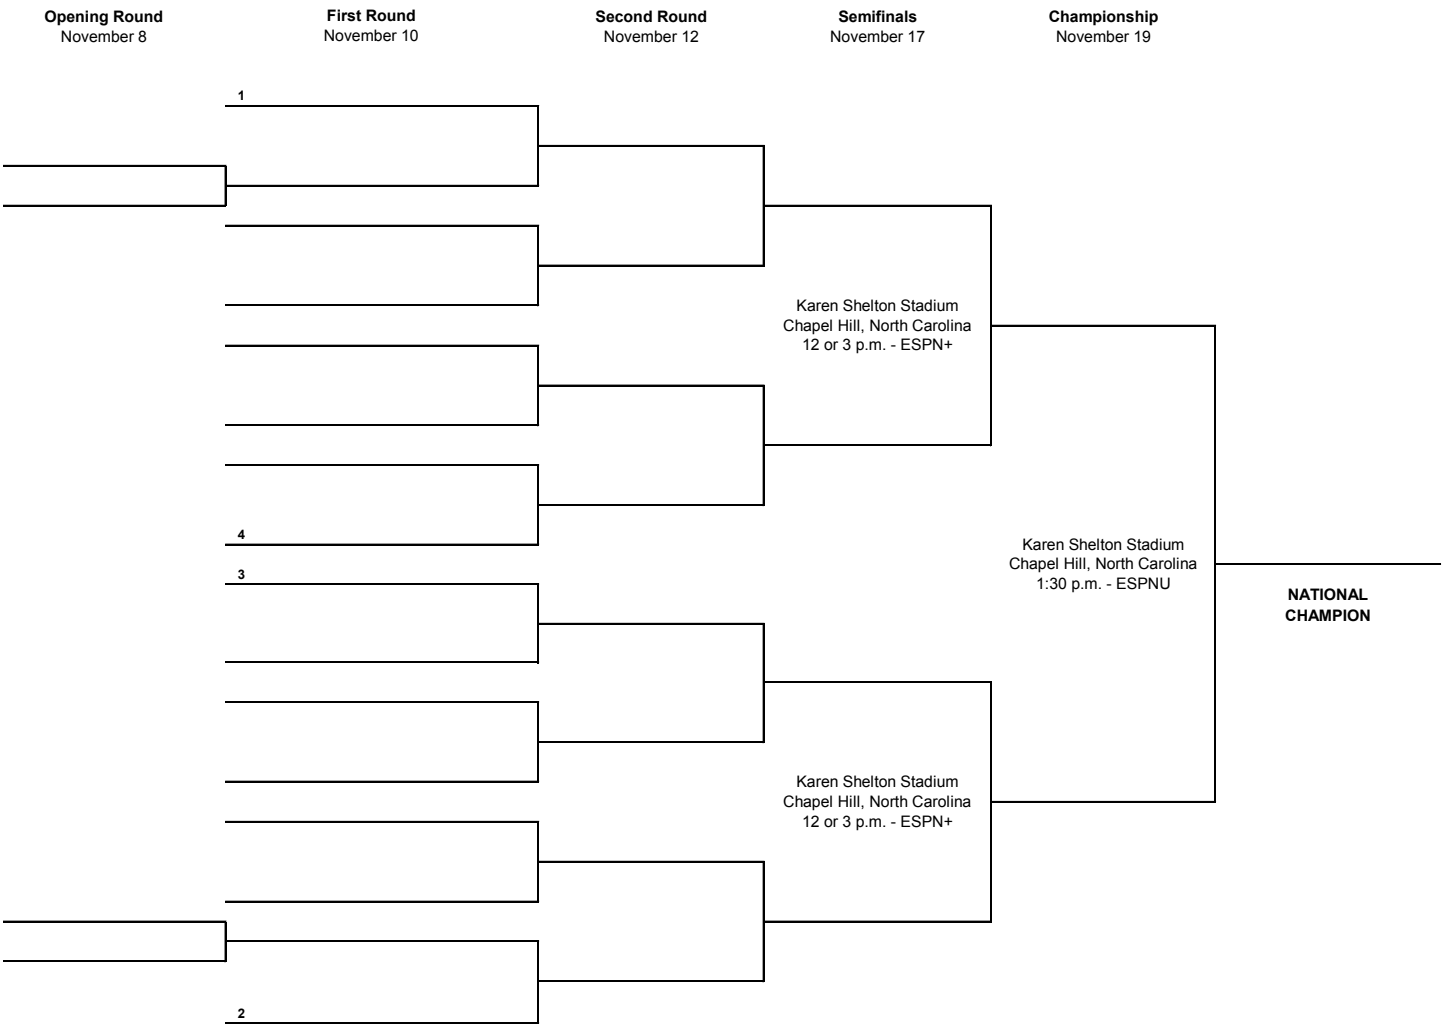 Opening Round
November 8
First Round
November 10
Second Round
November 12
Semifinals
November 17
Championship
November 19
1
Karen Shelton Stadium
Chapel Hill, North Carolina
12 or 3 p.m. - ESPN+
4
3
Karen Shelton Stadium
Chapel Hill, North Carolina
1:30 p.m. - ESPNU
NATIONAL
CHAMPION
Karen Shelton Stadium
Chapel Hill, North Carolina
12 or 3 p.m. - ESPN+
2